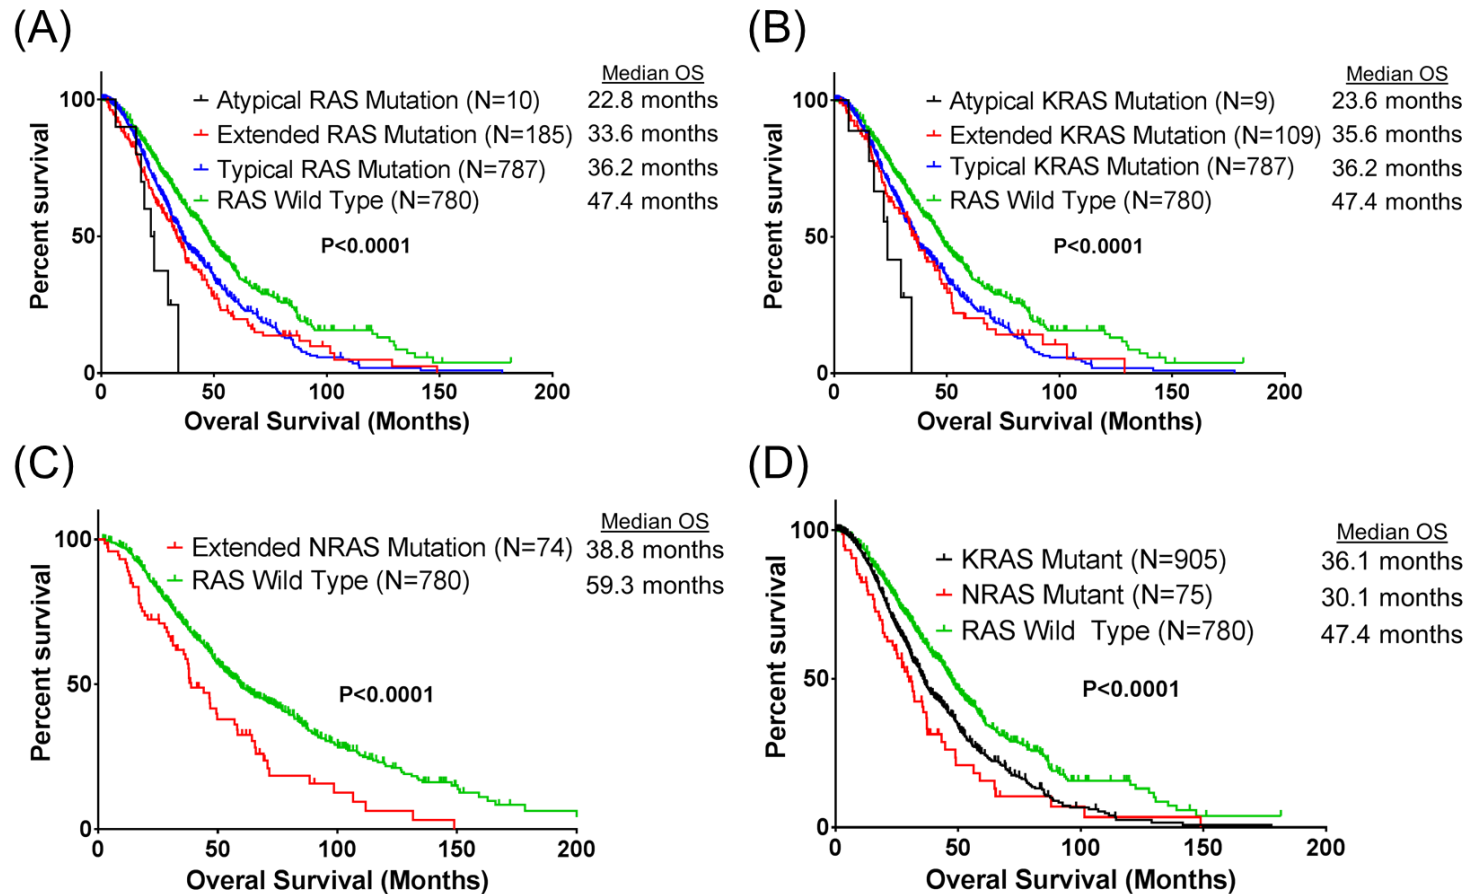 (A)
Median OS
Atypical RAS Mutation (N=10) 22.8 months
Extended RAS Mutation (N=185) 33.6 months
Typical RAS Mutation (N=787) 36.2 months
RAS Wild Type (N=780) 47.4 months
P<0.0001
Percent survival
100
50
0
0 50 100 150 200
Overal Survival (Months)
(B)
Median OS
Atypical KRAS Mutation (N=9) 23.6 months
Extended KRAS Mutation (N=109) 35.6 months
Typical KRAS Mutation (N=787) 36.2 months
RAS Wild Type (N=780) 47.4 months
P<0.0001
Percent survival
100
50
0
0 50 100 150 200
Overal Survival (Months)
(C)
Median OS
Extended NRAS Mutation (N=74) 38.8 months
RAS Wild Type (N=780) 59.3 months
P<0.0001
Percent survival
100
50
0
0 50 100 150 200
Overal Survival (Months)
(D)
Median OS
KRAS Mutant (N=905) 36.1 months
NRAS Mutant (N=75) 30.1 months
RAS Wild Type (N=780) 47.4 months
P<0.0001
Percent survival
100
50
0
0 50 100 150 200
Overal Survival (Months)